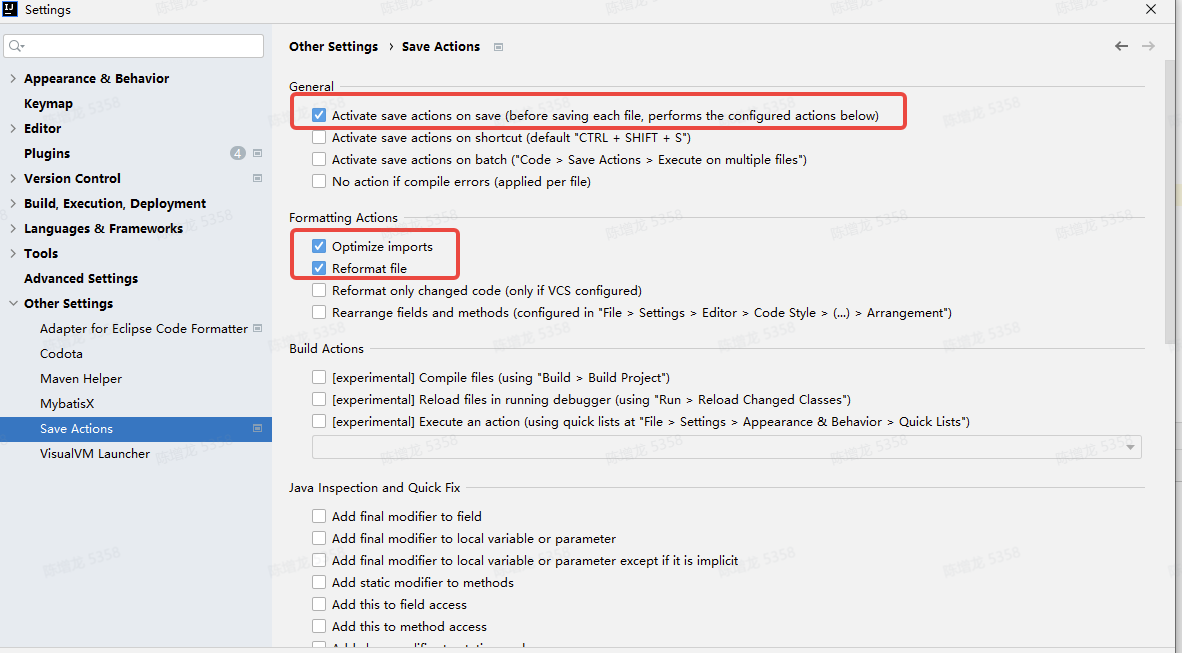 Settings
Appearance & Behavior
Keymap
Editor
Plugins 4
Version Control
Build, Execution, Deployment
Languages & Frameworks
Tools
Advanced Settings
Other Settings
Adapter for Eclipse Code Formatter
Codota
Maven Helper
MybatisX
Save Actions
VisualVM Launcher
Other Settings › Save Actions
General
Activate save actions on save (before saving each file, performs the configured actions below)
Activate save actions on shortcut (default "CTRL + SHIFT + S")
Activate save actions on batch ("Code > Save Actions > Execute on multiple files")
No action if compile errors (applied per file)
Formatting Actions
Optimize imports
Reformat file
Reformat only changed code (only if VCS configured)
Rearrange fields and methods (configured in "File > Settings > Editor > Code Style > (...) > Arrangement")
Build Actions
[experimental] Compile files (using "Build > Build Project")
[experimental] Reload files in running debugger (using "Run > Reload Changed Classes")
[experimental] Execute an action (using quick lists at "File > Settings > Appearance & Behavior > Quick Lists")
Java Inspection and Quick Fix
Add final modifier to field
Add final modifier to local variable or parameter
Add final modifier to local variable or parameter except if it is implicit
Add static modifier to methods
Add this to field access
Add this to method access
陈增龙 5358